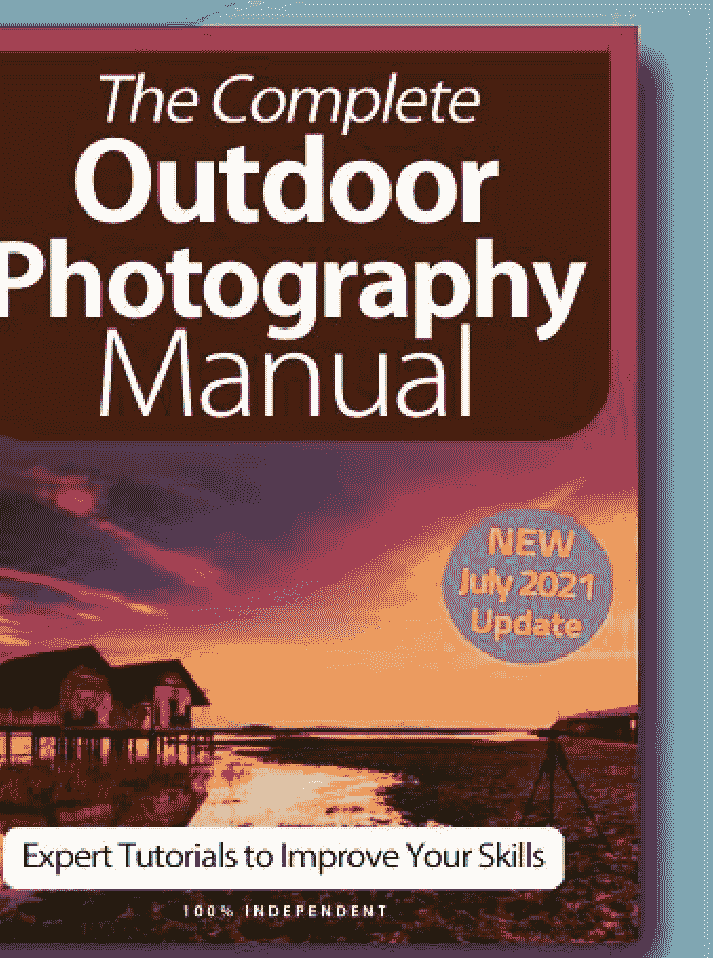 The Complete
Outdoor
Photography
Manual
NEW
July 2021
Update
Expert Tutorials to Improve Your Skills
100% INDEPENDENT